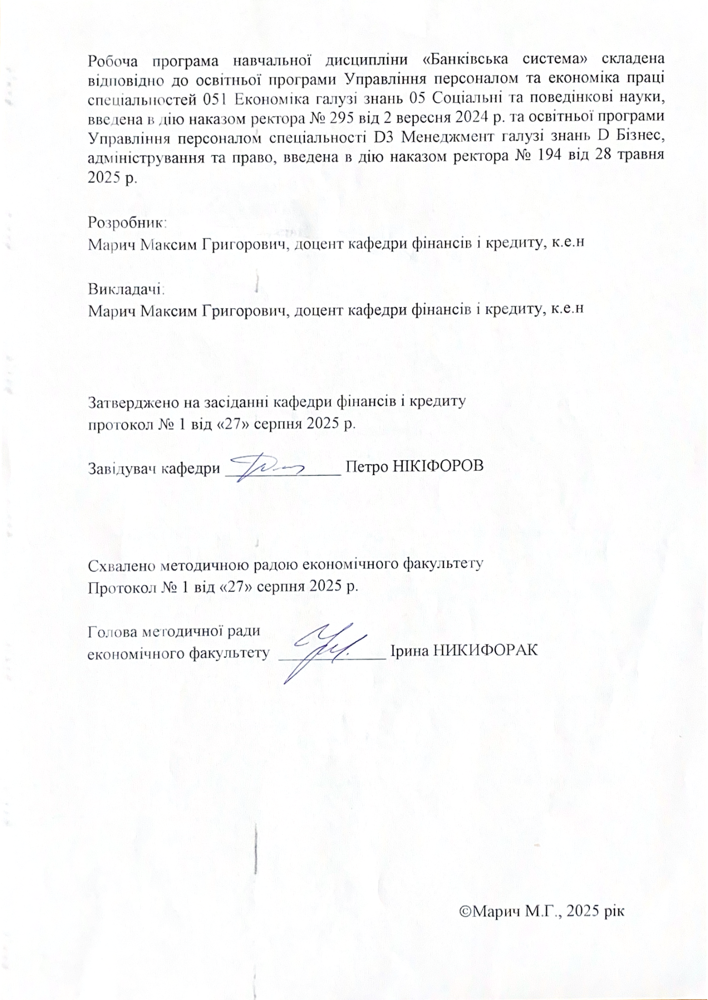 Робоча програма навчальної дисципліни «Банківська система» складена
відповідно до освітньої програми Управління персоналом та економіка праці
спеціальностей 051 Економіка галузі знань 05 Соціальні та поведінкові науки,
введена в дію наказом ректора № 295 від 2 вересня 2024 р. та освітньої програми
Управління персоналом спеціальності D3 Менеджмент галузі знань D Бізнес,
адміністрування та право, введена в дію наказом ректора № 194 від 28 травня
2025 р.
Розробник:
Марич Максим Григорович, доцент кафедри фінансів і кредиту, к.е.н
Викладачі:
Марич Максим Григорович, доцент кафедри фінансів і кредиту, к.е.н
Затверджено на засіданні кафедри фінансів і кредиту
протокол № 1 від «27» серпня 2025 р.
Завідувач кафедри Петро НІКІФОРОВ
Схвалено методичною радою економічного факультету
Протокол № 1 від «27» серпня 2025 р.
Голова методичної ради
економічного факультету Ірина НИКИФОРАК
©Марич М.Г., 2025 рік